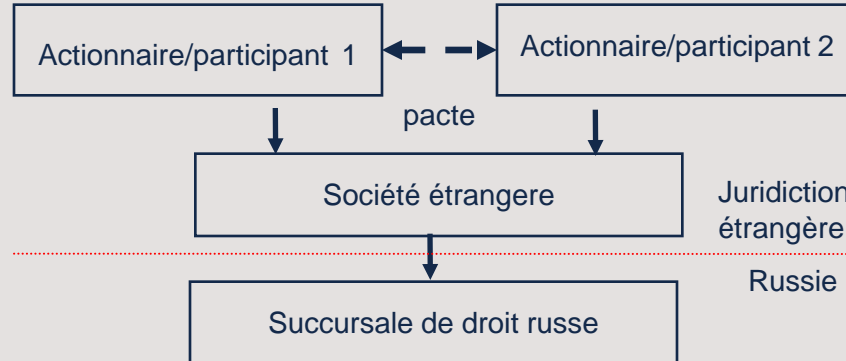 Actionnaire/participant 1
Actionnaire/participant 2
pacte
Société étrangere
Juridiction
étrangère
Russie
Succursale de droit russe